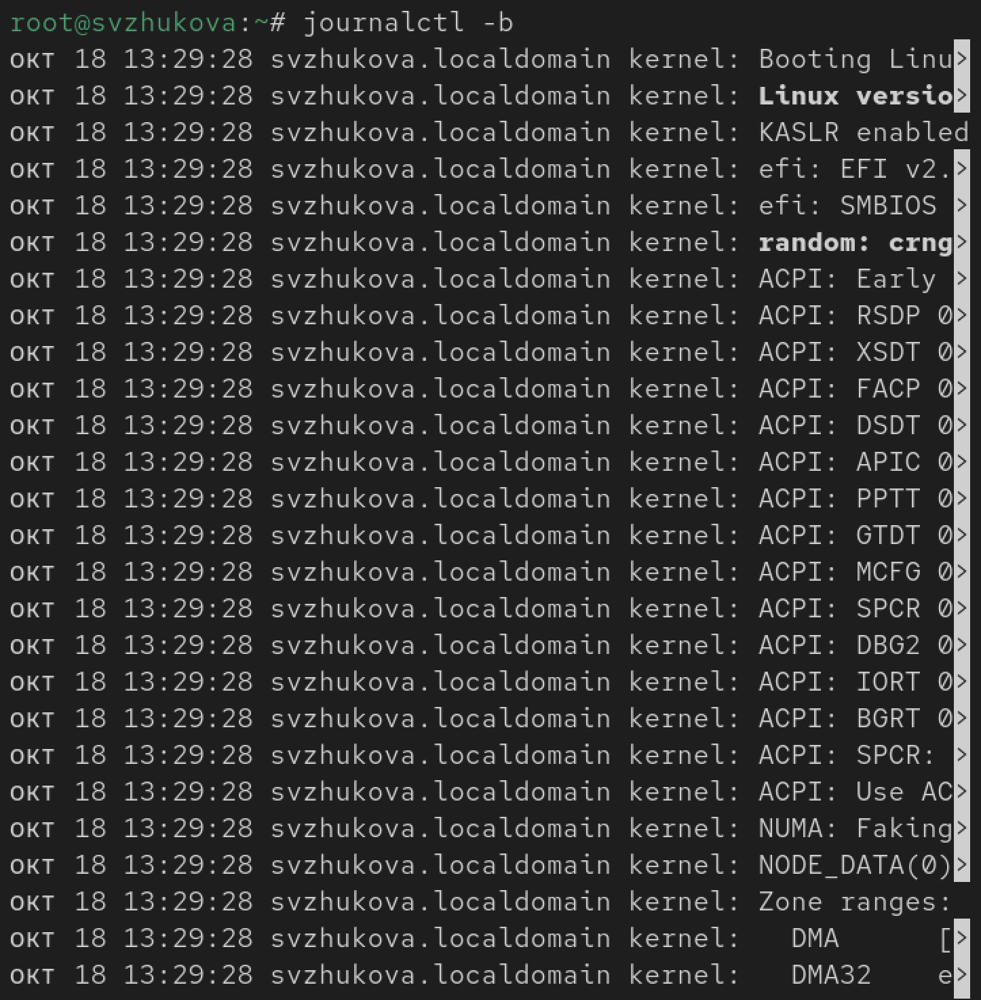 root@svzhukova:~# journalctl -b
окт 18 13:29:28 svzhukova.localdomain kernel: Booting Linu>
окт 18 13:29:28 svzhukova.localdomain kernel: Linux versio>
окт 18 13:29:28 svzhukova.localdomain kernel: KASLR enabled
окт 18 13:29:28 svzhukova.localdomain kernel: efi: EFI v2.>
окт 18 13:29:28 svzhukova.localdomain kernel: efi: SMBIOS >
окт 18 13:29:28 svzhukova.localdomain kernel: random: crng>
окт 18 13:29:28 svzhukova.localdomain kernel: ACPI: Early >
окт 18 13:29:28 svzhukova.localdomain kernel: ACPI: RSDP 0>
окт 18 13:29:28 svzhukova.localdomain kernel: ACPI: XSDT 0>
окт 18 13:29:28 svzhukova.localdomain kernel: ACPI: FACP 0>
окт 18 13:29:28 svzhukova.localdomain kernel: ACPI: DSDT 0>
окт 18 13:29:28 svzhukova.localdomain kernel: ACPI: APIC 0>
окт 18 13:29:28 svzhukova.localdomain kernel: ACPI: PPTT 0>
окт 18 13:29:28 svzhukova.localdomain kernel: ACPI: GTDT 0>
окт 18 13:29:28 svzhukova.localdomain kernel: ACPI: MCFG 0>
окт 18 13:29:28 svzhukova.localdomain kernel: ACPI: SPCR 0>
окт 18 13:29:28 svzhukova.localdomain kernel: ACPI: DBG2 0>
окт 18 13:29:28 svzhukova.localdomain kernel: ACPI: IORT 0>
окт 18 13:29:28 svzhukova.localdomain kernel: ACPI: BGRT 0>
окт 18 13:29:28 svzhukova.localdomain kernel: ACPI: SPCR: >
окт 18 13:29:28 svzhukova.localdomain kernel: ACPI: Use AC>
окт 18 13:29:28 svzhukova.localdomain kernel: NUMA: Faking>
окт 18 13:29:28 svzhukova.localdomain kernel: NODE_DATA(0)>
окт 18 13:29:28 svzhukova.localdomain kernel: Zone ranges:
окт 18 13:29:28 svzhukova.localdomain kernel:   DMA      [>
окт 18 13:29:28 svzhukova.localdomain kernel:   DMA32    e>